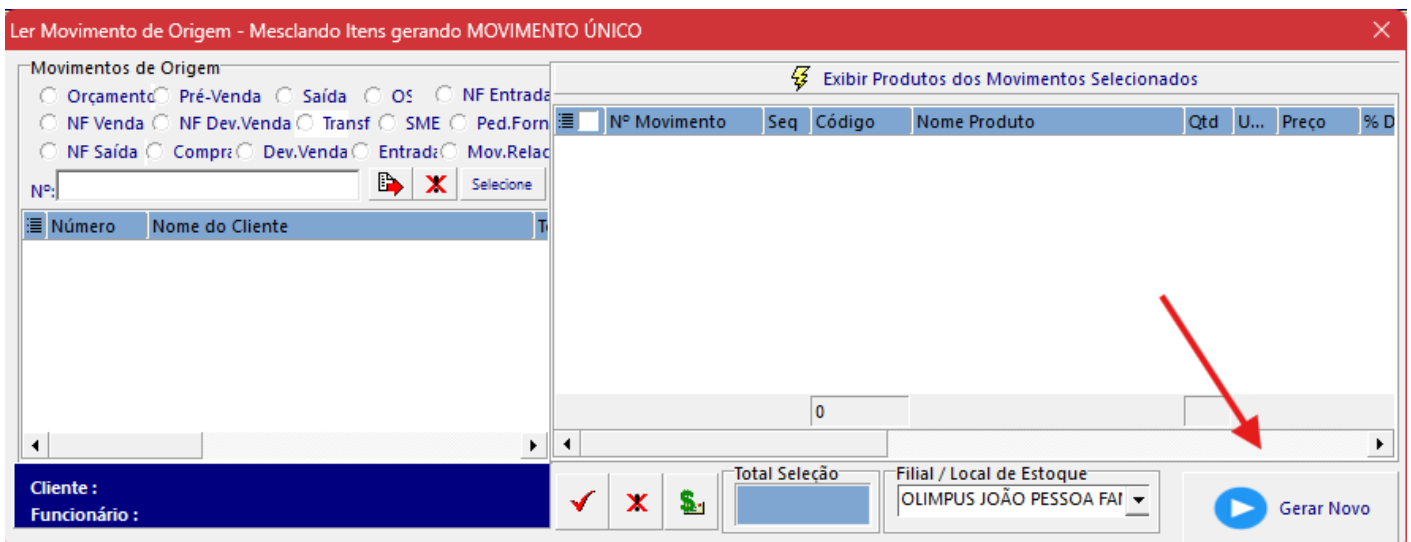 Ler Movimento de Origem - Mesclando Itens gerando MOVIMENTO ÚNICO
Movimentos de Origem
Orçamento Pré-Venda Saída OS NF Entrada
NF Venda NF Dev.Venda Transf SME Ped.Forn
NF Saída Compra Dev.Venda Entrada Mov.Relac
Nº: Selecione
Número Nome do Cliente T
Exibir Produtos dos Movimentos Selecionados
Nº Movimento Seq Código Nome Produto Qtd U... Preço % D
0
Cliente :
Funcionário :
Total Seleção
Filial / Local de Estoque
OLIMPUS JOÃO PESSOA FA
Gerar Novo